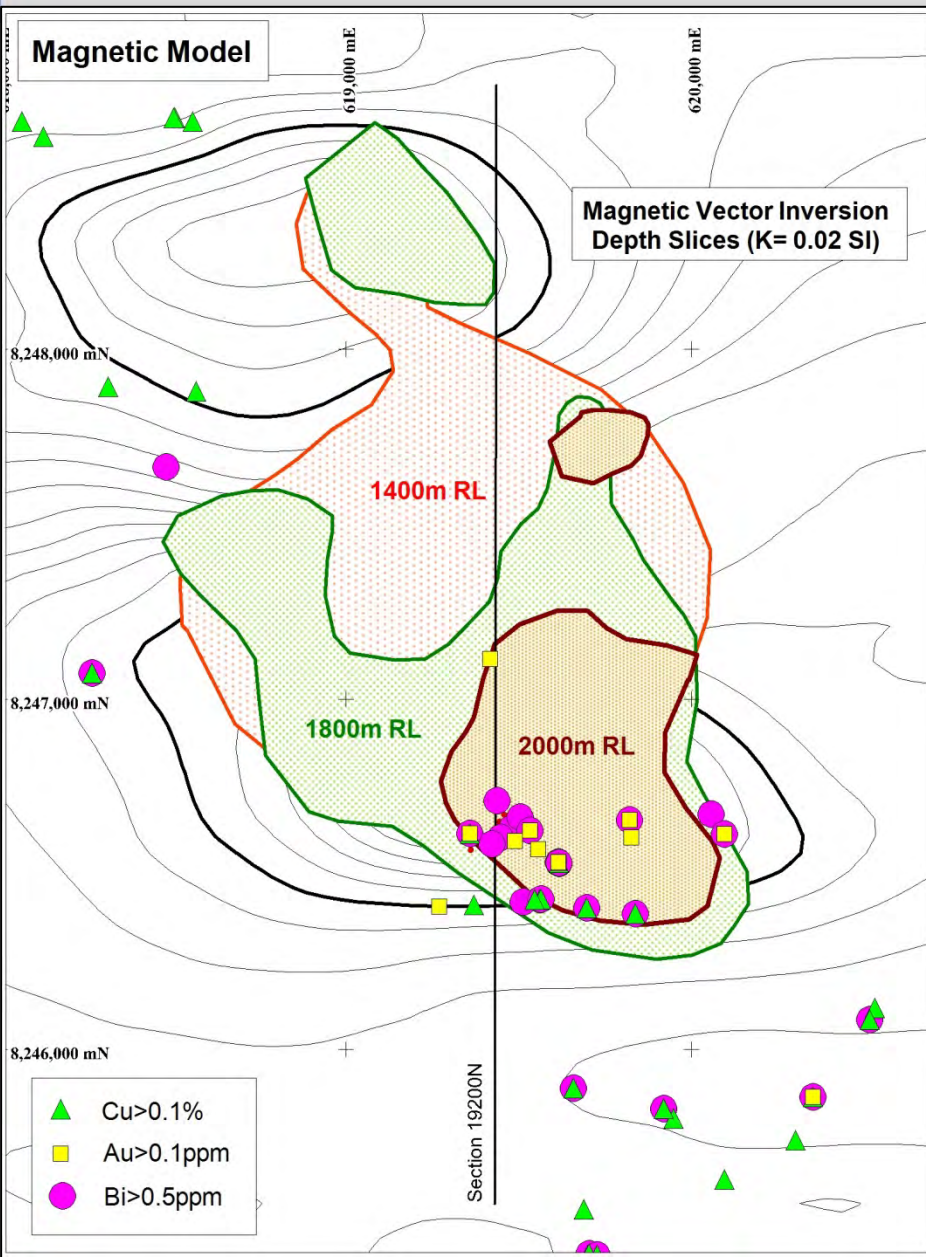 Magnetic Model
619,000 mE
620,000 mE
Magnetic Vector Inversion
Depth Slices (K= 0.02 SI)
8,248,000 mN
1400m RL
8,247,000 mN
1800m RL
2000m RL
8,246,000 mN
Section 19200N
Cu>0.1%
Au>0.1ppm
Bi>0.5ppm